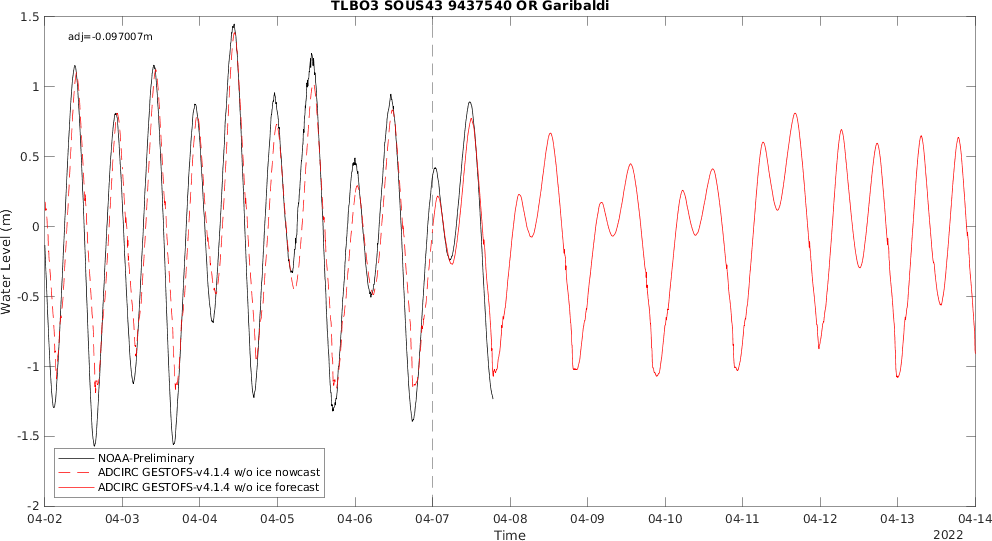 TLBO3 SOUS43 9437540 OR Garibaldi
adj=-0.097007m
1.5
1
0.5
0
-0.5
-1
-1.5
-2
Water Level (m)
NOAA-Preliminary
ADCIRC GESTOFS-v4.1.4 w/o ice nowcast
ADCIRC GESTOFS-v4.1.4 w/o ice forecast
04-02 04-03 04-04 04-05 04-06 04-07 04-08 04-09 04-10 04-11 04-12 04-13 04-14
Time
2022